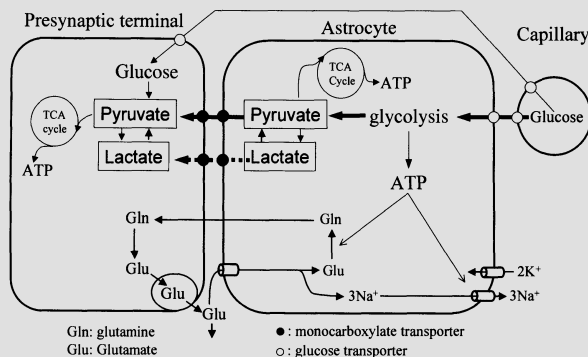 Presynaptic terminal
Astrocyte
Capillary
Glucose
TCA
Cycle
ATP
TCA
cycle
Pyruvate
Pyruvate
glycolysis
Glucose
ATP
Lactate
Lactate
ATP
Gln
Gln
Glu
Glu
Glu
Glu
3Na⁺
2K⁺
3Na⁺
Gln: glutamine
Glu: Glutamate
: monocarboxylate transporter
: glucose transporter